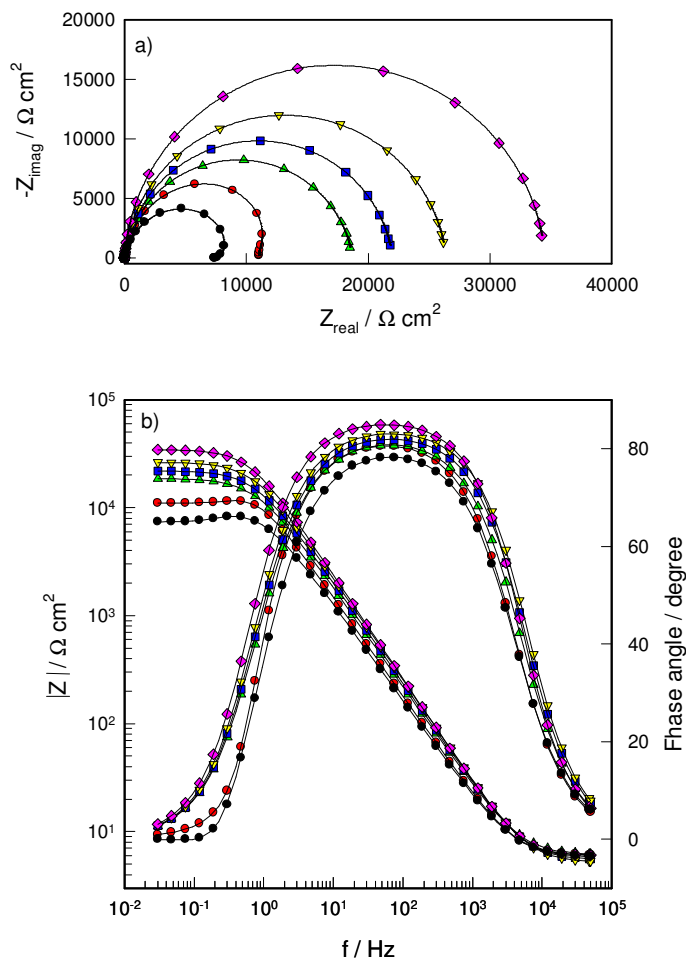 20000
15000
10000
5000
0
a)
-Z_imag / Ω cm²
0 10000 20000 30000 40000
Z_real / Ω cm²
b)
10⁵
10⁴
10³
10²
10¹
|Z| / Ω cm²
80
60
40
20
0
Fhase angle / degree
10⁻² 10⁻¹ 10⁰ 10¹ 10² 10³ 10⁴ 10⁵
f / Hz